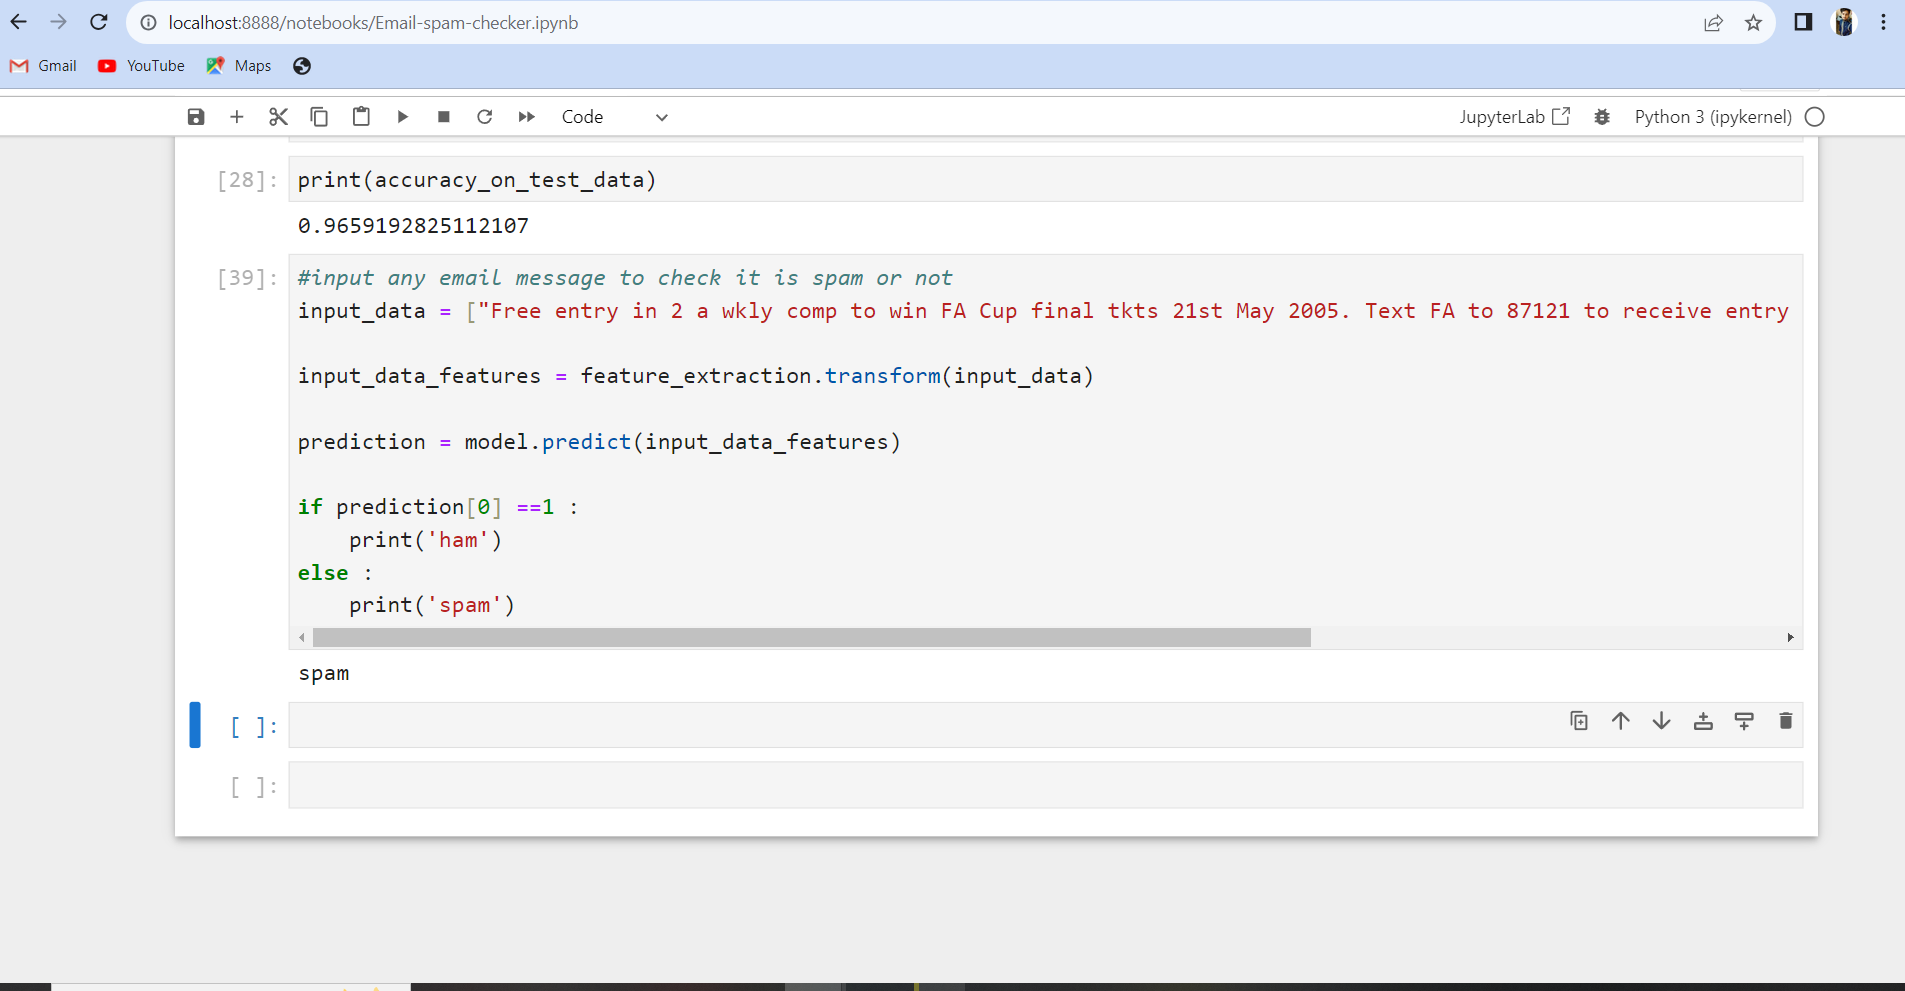 localhost:8888/notebooks/Email-spam-checker.ipynb
Gmail YouTube Maps
Code JupyterLab Python 3 (ipykernel)
[28]: print(accuracy_on_test_data)
0.9659192825112107
[39]: #input any email message to check it is spam or not
input_data = ["Free entry in 2 a wkly comp to win FA Cup final tkts 21st May 2005. Text FA to 87121 to receive entry
input_data_features = feature_extraction.transform(input_data)
prediction = model.predict(input_data_features)
if prediction[0] ==1 :
    print('ham')
else :
    print('spam')
spam
[ ]:
[ ]: